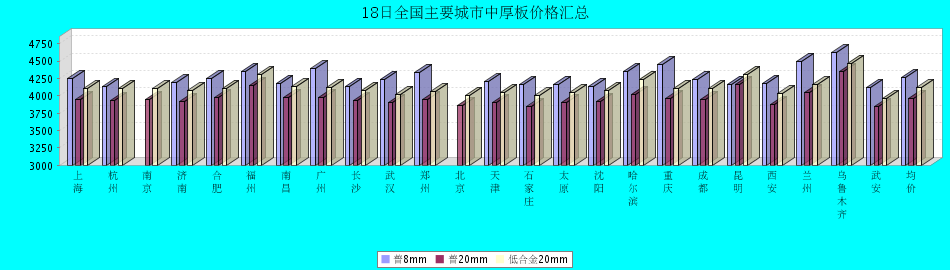 18日全国主要城市中厚板价格汇总
4750
4500
4250
4000
3750
3500
3250
3000
上海
杭州
南京
济南
合肥
福州
南昌
广州
长沙
武汉
郑州
北京
天津
石家庄
太原
沈阳
哈尔滨
重庆
成都
昆明
西安
兰州
乌鲁木齐
武安
均价
普8mm 普20mm 低合金20mm